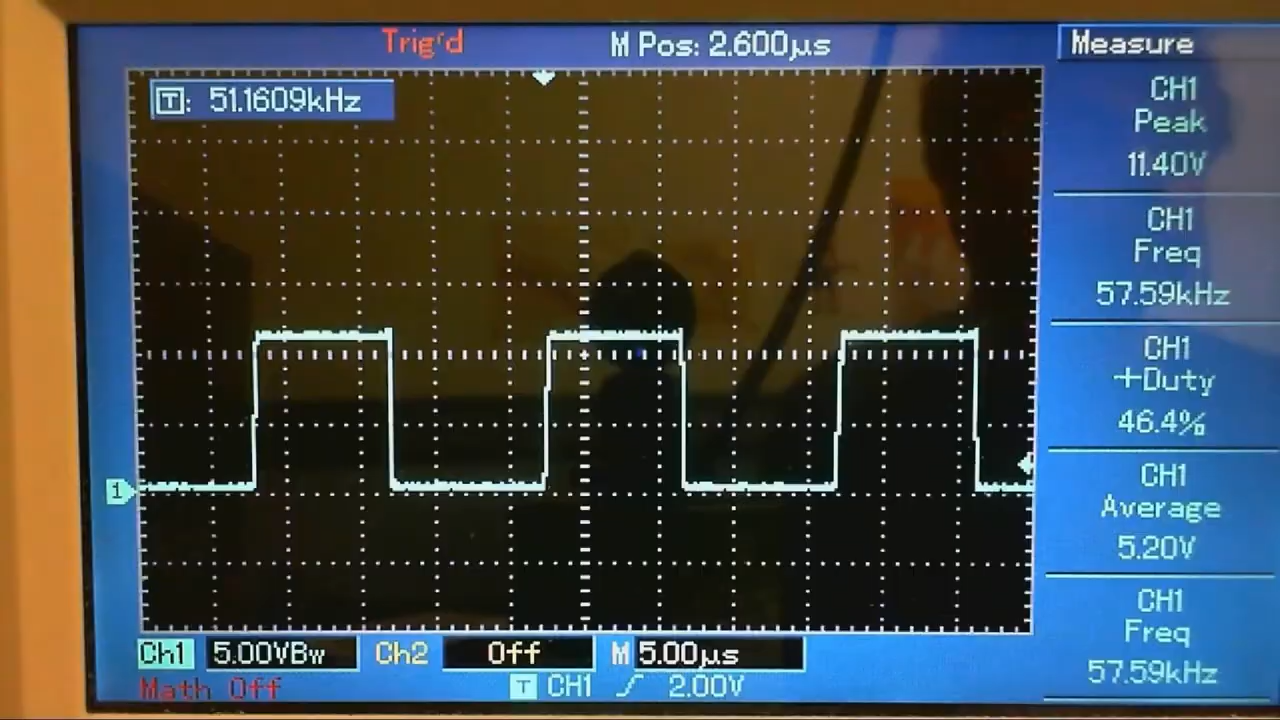 Trig'd
M Pos: 2.600µs
Measure
T: 51.1609kHz
CH1
Peak
11.40V
CH1
Freq
57.59kHz
CH1
+Duty
46.4%
CH1
Average
5.20V
CH1
Freq
57.59kHz
1
Ch1 5.00VBw Ch2 Off M 5.00µs
Math Off T CH1 2.00V